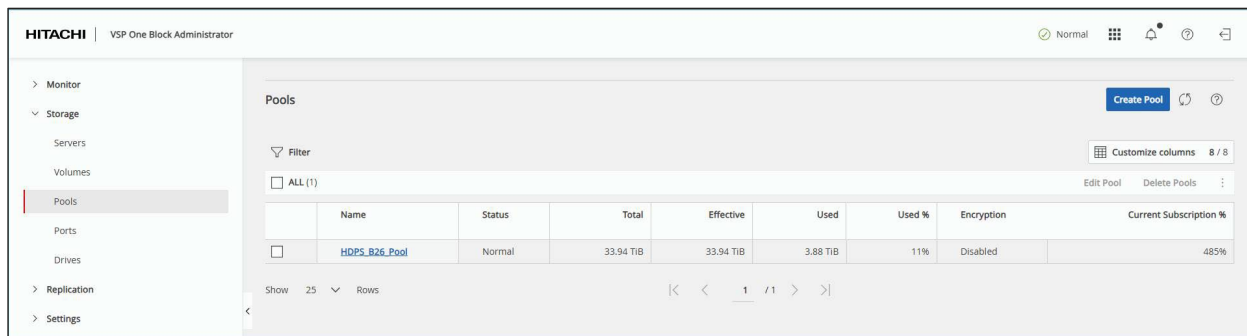 HITACHI VSP One Block Administrator Normal
Monitor
Storage
Servers
Volumes
Pools
Ports
Drives
Replication
Settings
Pools Create Pool
Filter Customize columns 8 / 8
ALL (1) Edit Pool Delete Pools
Name Status Total Effective Used Used % Encryption Current Subscription %
HDPS_B26_Pool Normal 33.94 TiB 33.94 TiB 3.88 TiB 11% Disabled 485%
Show 25 Rows 1 / 1